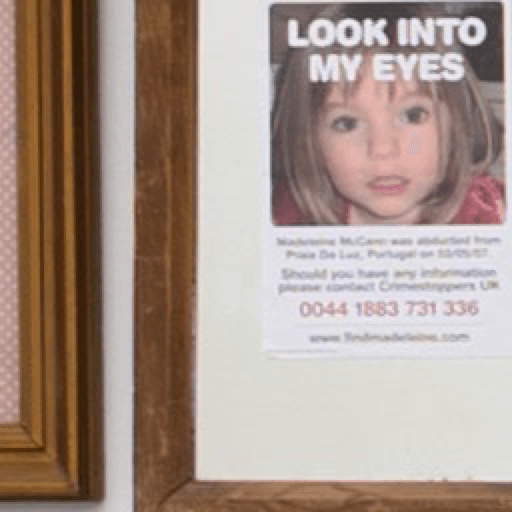 LOOK INTO
MY EYES
Madeleine McCann was abducted from
Praia Da Luz, Portugal on 03/05/07
Should you have any information
please contact Crimestoppers UK
0044 1883 731 336
www.findmadeleine.com